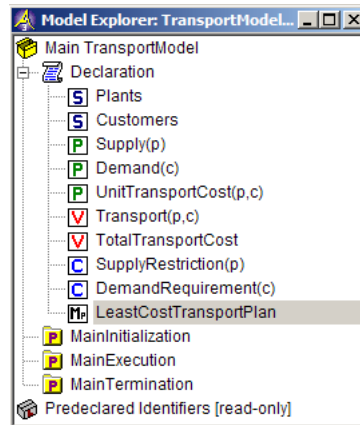 Model Explorer: TransportModel...
Main TransportModel
Declaration
S Plants
S Customers
P Supply(p)
P Demand(c)
P UnitTransportCost(p,c)
V Transport(p,c)
V TotalTransportCost
C SupplyRestriction(p)
C DemandRequirement(c)
MP LeastCostTransportPlan
P MainInitialization
P MainExecution
P MainTermination
Predeclared Identifiers [read-only]